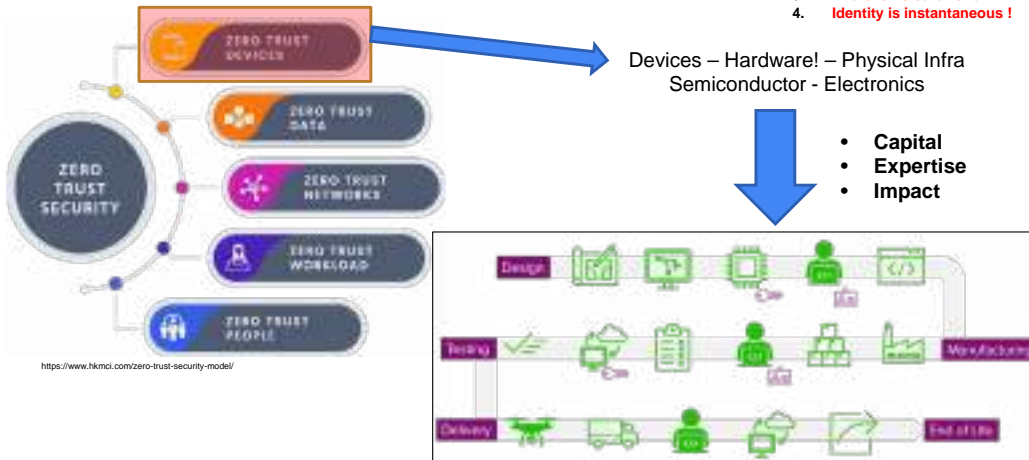 4. Identity is instantaneous !
ZERO TRUST
DEVICES
Devices – Hardware! – Physical Infra
Semiconductor - Electronics
ZERO TRUST
DATA
ZERO
TRUST
SECURITY
ZERO TRUST
NETWORKS
• Capital
• Expertise
• Impact
ZERO TRUST
WORKLOAD
ZERO TRUST
PEOPLE
https://www.hkmci.com/zero-trust-security-model/
Design
</>
Testing
Manufacturing
Delivery
End of Life